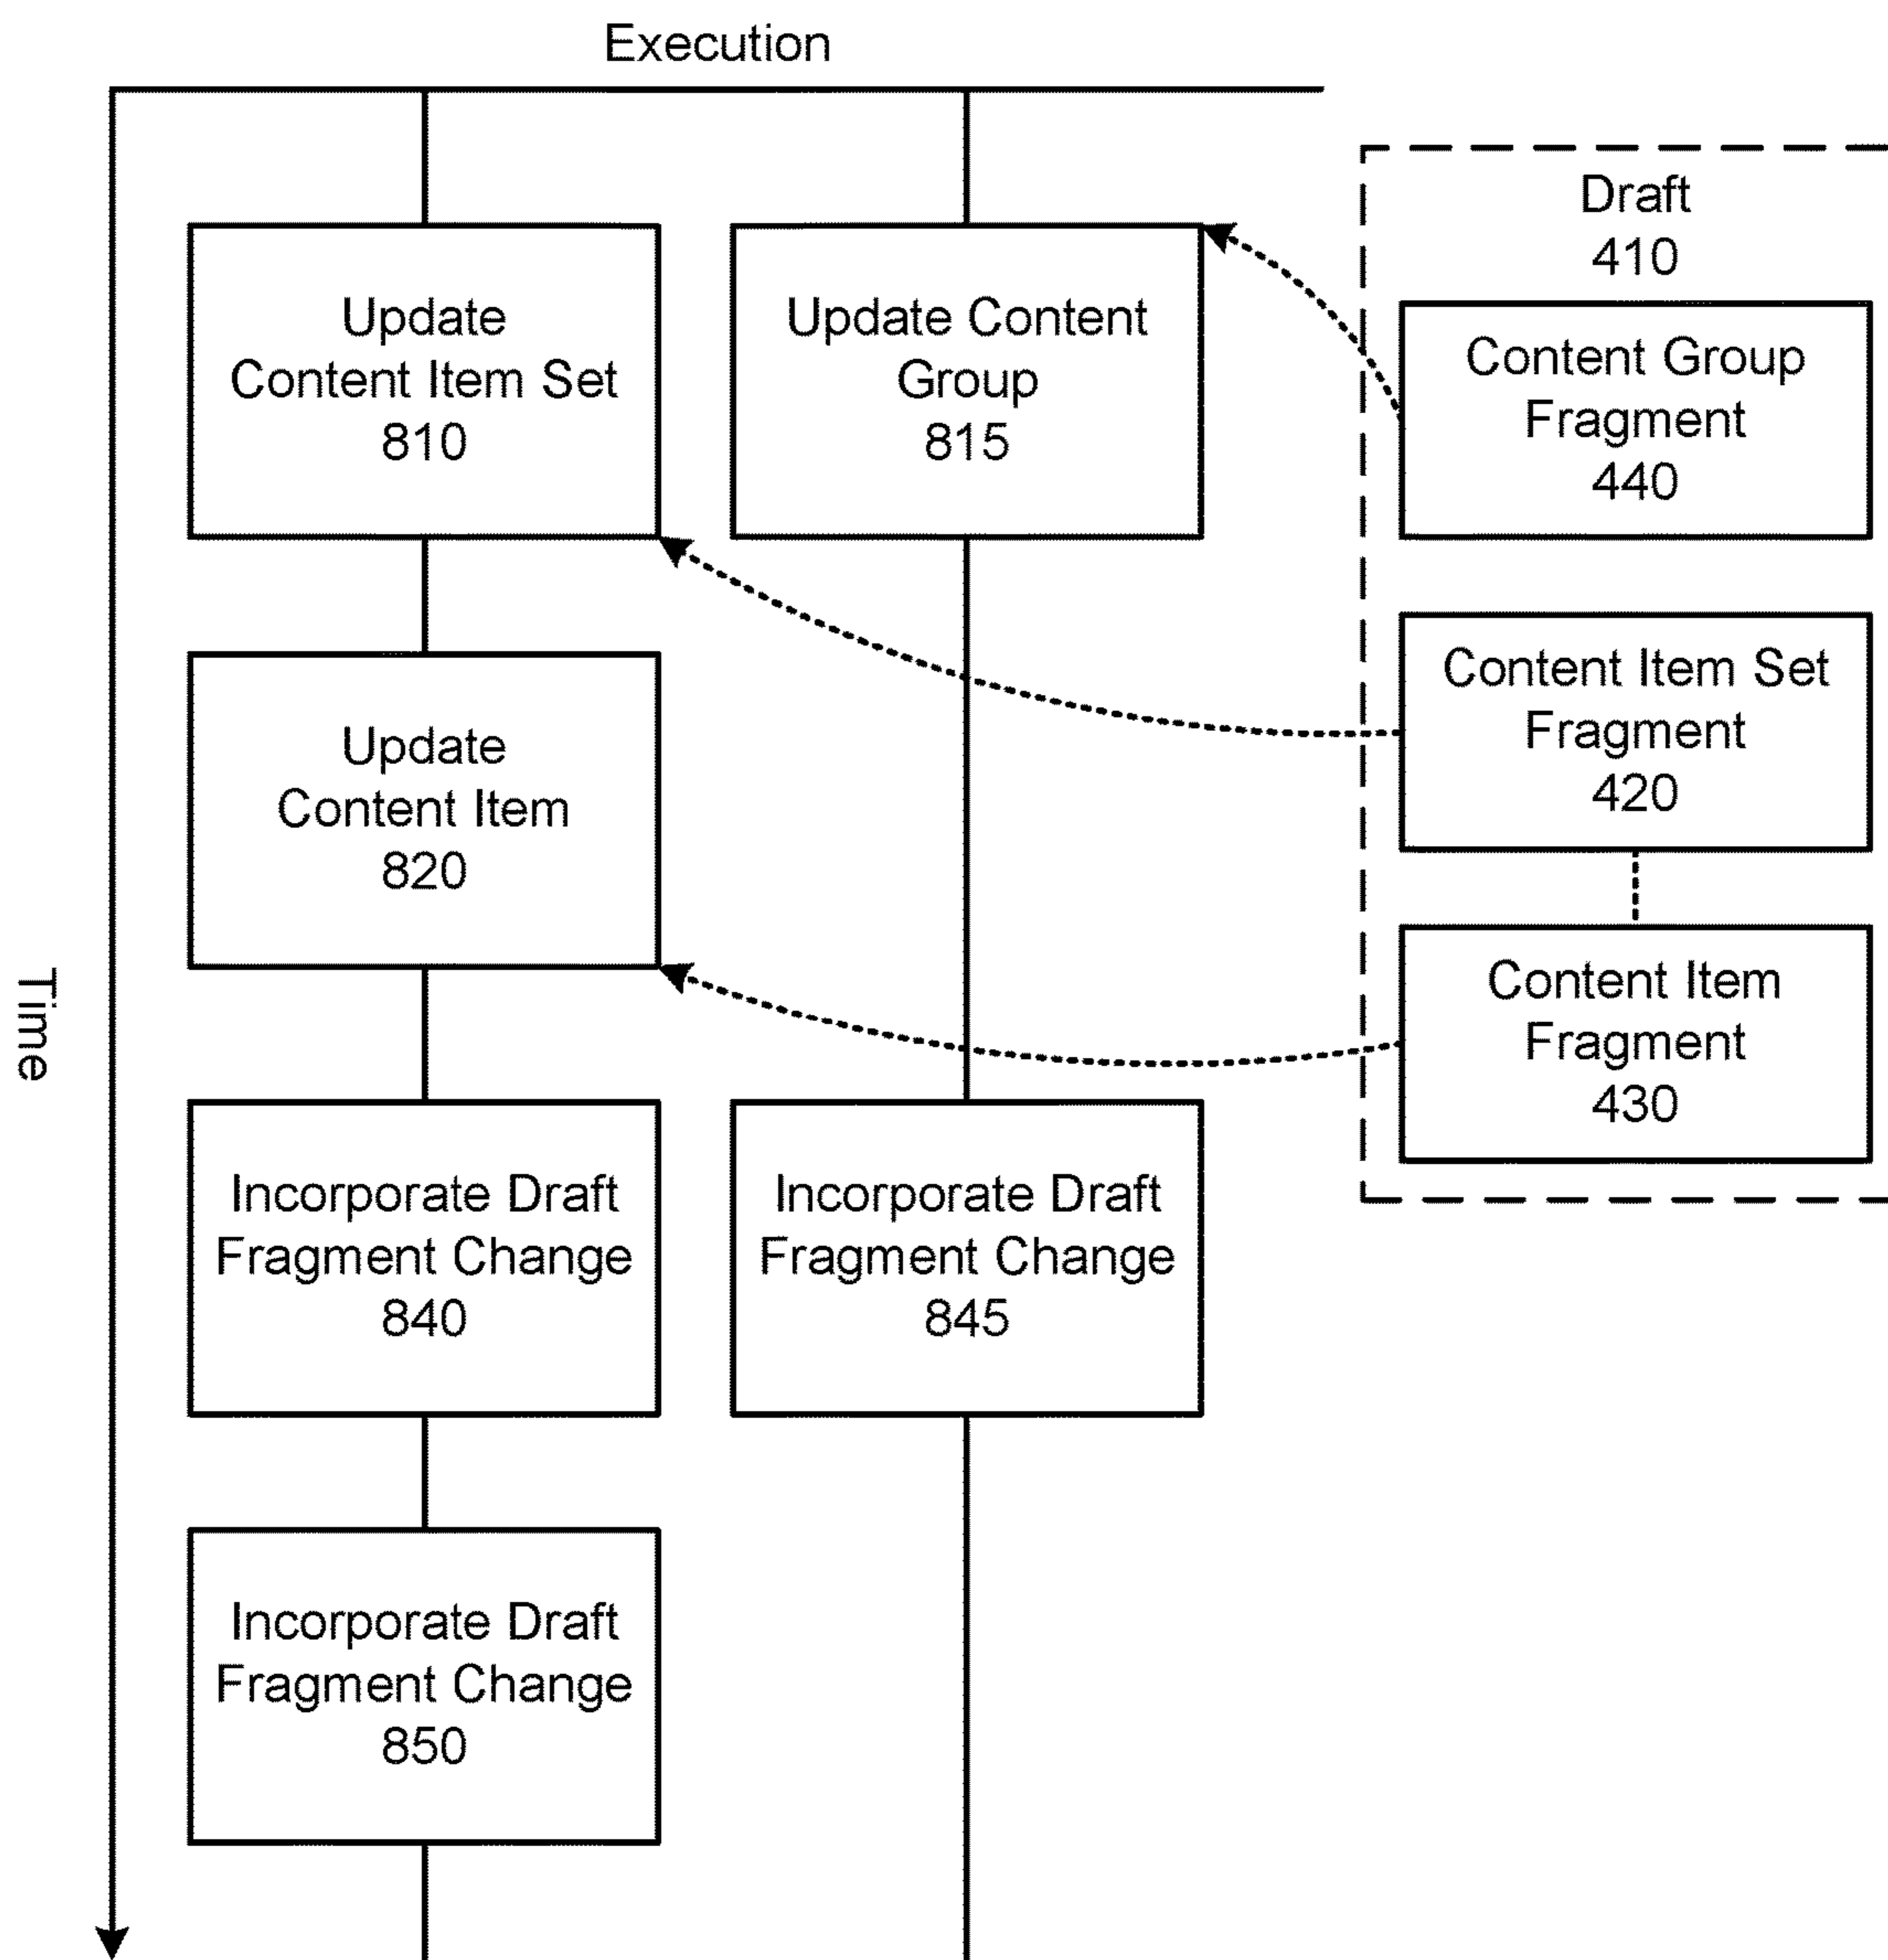 Execution
Update
Content Item Set
810
Update Content
Group
815
Draft
410
Content Group
Fragment
440
Content Item Set
Fragment
420
Update
Content Item
820
Content Item
Fragment
430
Time
Incorporate Draft
Fragment Change
840
Incorporate Draft
Fragment Change
845
Incorporate Draft
Fragment Change
850